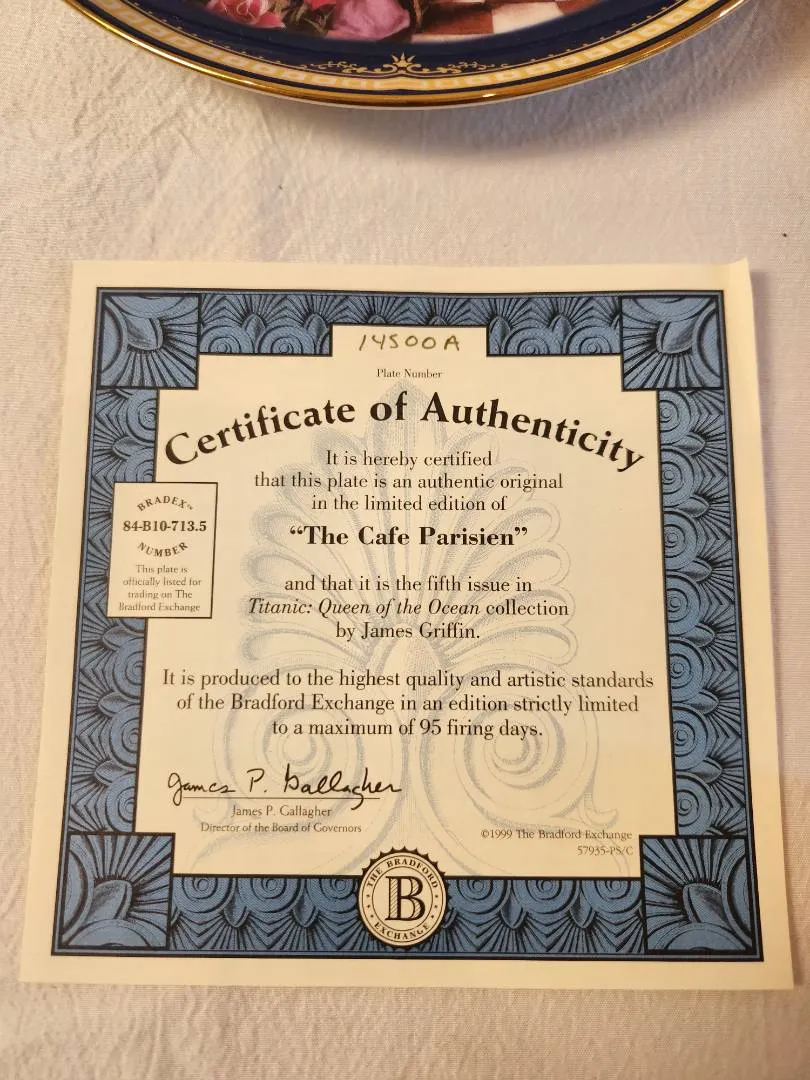 14500A
Plate Number
Certificate of Authenticity
It is hereby certified
that this plate is an authentic original
in the limited edition of
“The Cafe Parisien”
and that it is the fifth issue in
Titanic: Queen of the Ocean collection
by James Griffin.
BRADEX™
84-B10-713.5
NUMBER
This plate is
officially listed for
trading on The
Bradford Exchange
It is produced to the highest quality and artistic standards
of the Bradford Exchange in an edition strictly limited
to a maximum of 95 firing days.
James P. Gallagher
James P. Gallagher
Director of the Board of Governors
©1999 The Bradford Exchange
57935-PS/C
THE BRADFORD
B
EXCHANGE